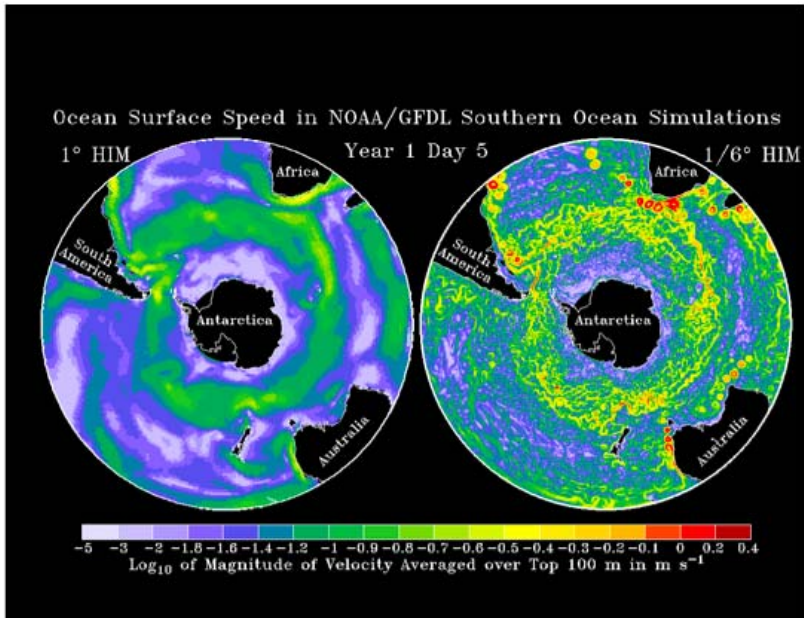 Ocean Surface Speed in NOAA/GFDL Southern Ocean Simulations
1° HIM
Year 1 Day 5
1/6° HIM
Africa
South
America
Antarctica
Australia
Africa
South
America
Antarctica
Australia
-5 -3 -2 -1.8 -1.6 -1.4 -1.2 -1 -0.9 -0.8 -0.7 -0.6 -0.5 -0.4 -0.3 -0.2 -0.1 0 0.2 0.4
Log₁₀ of Magnitude of Velocity Averaged over Top 100 m in m s⁻¹